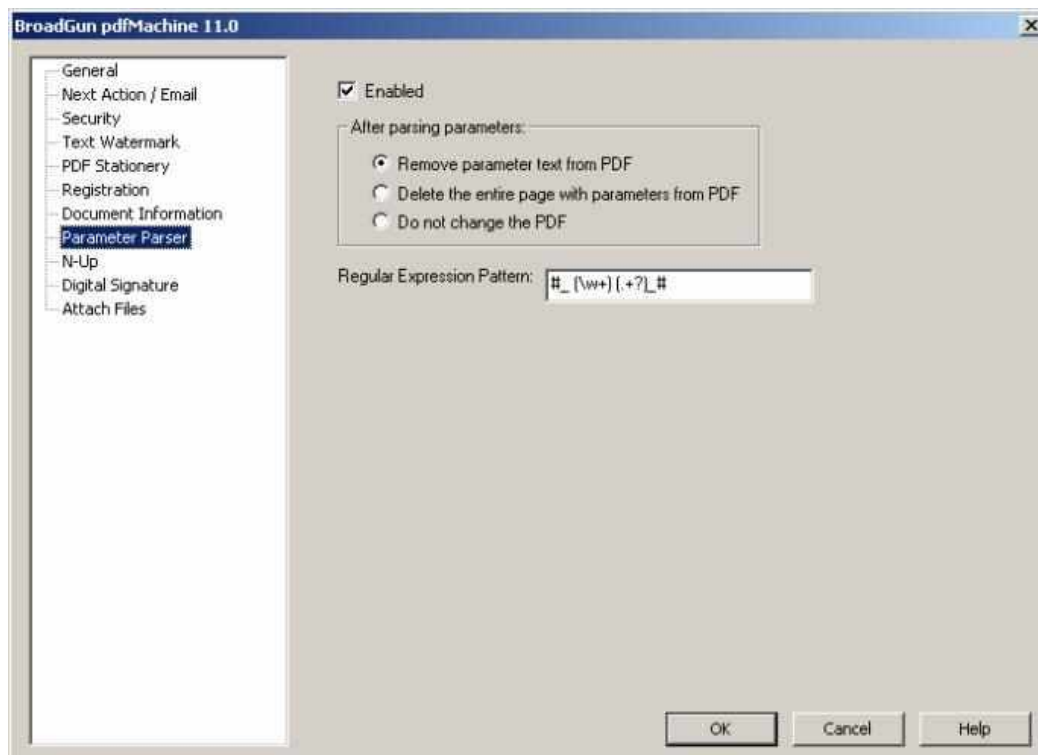 BroadGun pdfMachine 11.0
General
Next Action / Email
Security
Text Watermark
PDF Stationery
Registration
Document Information
Parameter Parser
N-Up
Digital Signature
Attach Files
Enabled
After parsing parameters:
Remove parameter text from PDF
Delete the entire page with parameters from PDF
Do not change the PDF
Regular Expression Pattern: #_ (\w+) (.+?)_#
OK Cancel Help